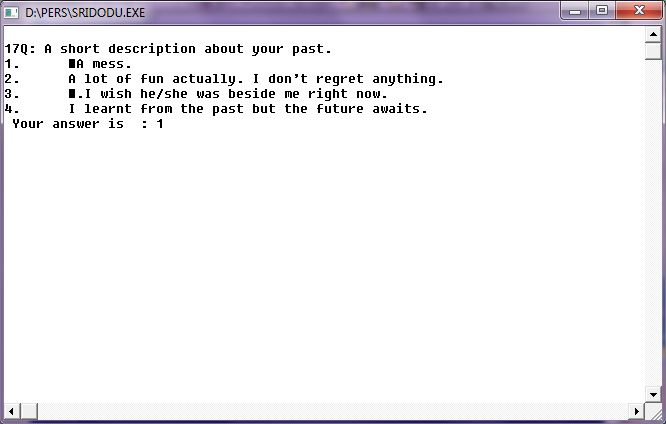 D:\PERS\SRIDODU.EXE
17Q: A short description about your past.
1. ■A mess.
2. A lot of fun actually. I don't regret anything.
3. ■.I wish he/she was beside me right now.
4. I learnt from the past but the future awaits.
Your answer is : 1